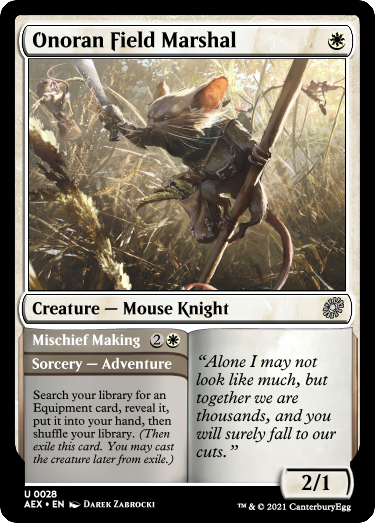 Onoran Field Marshal
Creature — Mouse Knight
Mischief Making 2
Sorcery — Adventure
Search your library for
an Equipment card, reveal it,
put it into your hand, then
shuffle your library. (Then
exile this card. You may cast
the creature later from exile.)
“Alone I may not
look like much, but
together we are
thousands, and you
will surely fall to our
cuts.”
2/1
U 0028
AEX • EN DAREK ZABROCKI
™ & © 2021 CanterburyEgg